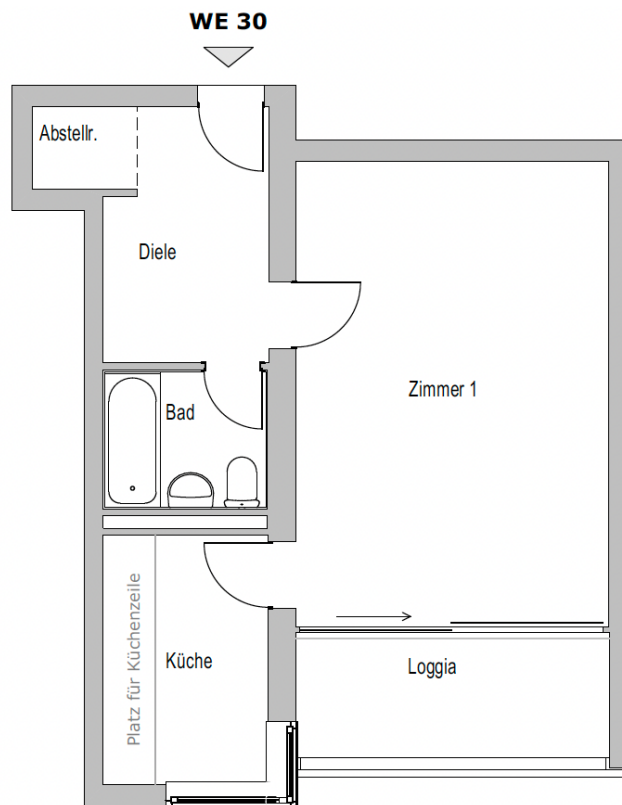 WE 30
Abstellr.
Diele
Zimmer 1
Bad
Platz für Küchenzeile
Küche
Loggia